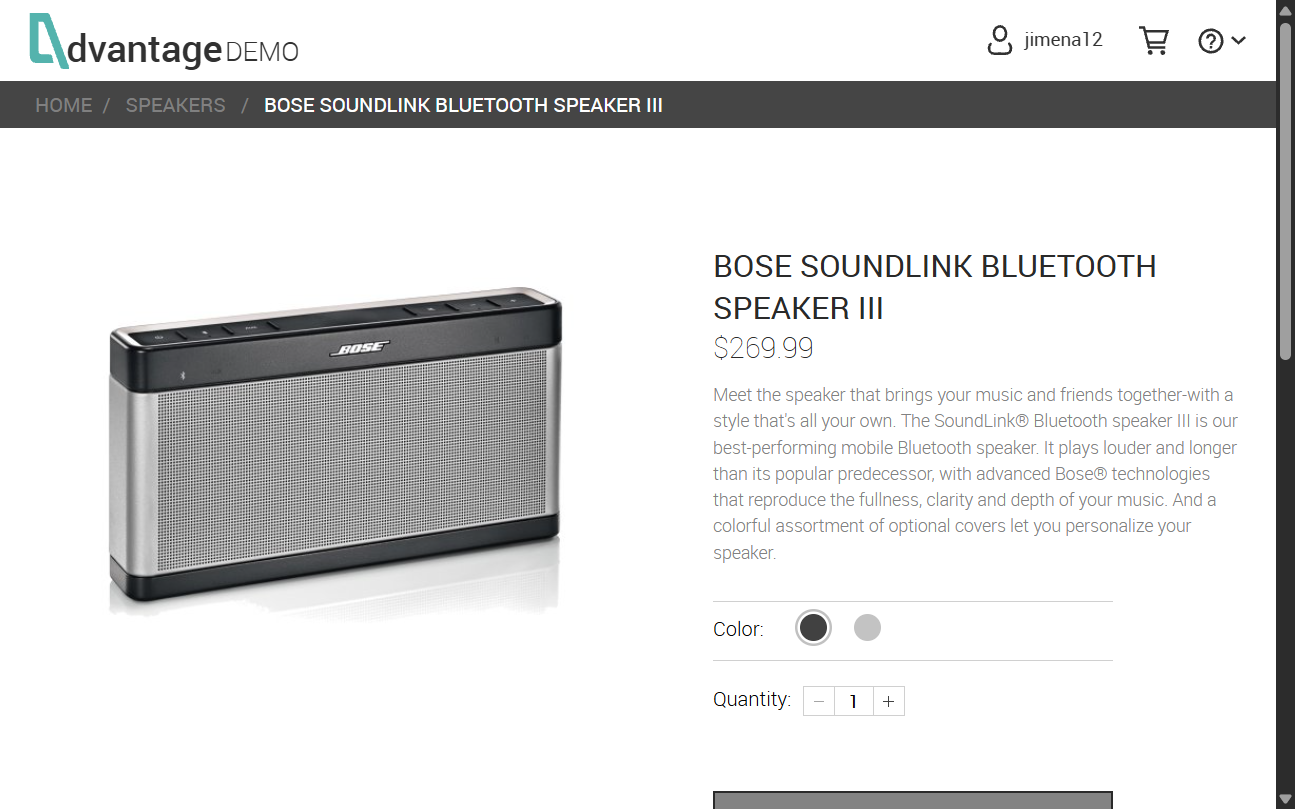 dvantage DEMO
jimena12
HOME / SPEAKERS / BOSE SOUNDLINK BLUETOOTH SPEAKER III
BOSE
BOSE SOUNDLINK BLUETOOTH
SPEAKER III
$269.99
Meet the speaker that brings your music and friends together-with a
style that's all your own. The SoundLink® Bluetooth speaker III is our
best-performing mobile Bluetooth speaker. It plays louder and longer
than its popular predecessor, with advanced Bose® technologies
that reproduce the fullness, clarity and depth of your music. And a
colorful assortment of optional covers let you personalize your
speaker.
Color:
Quantity: − 1 +